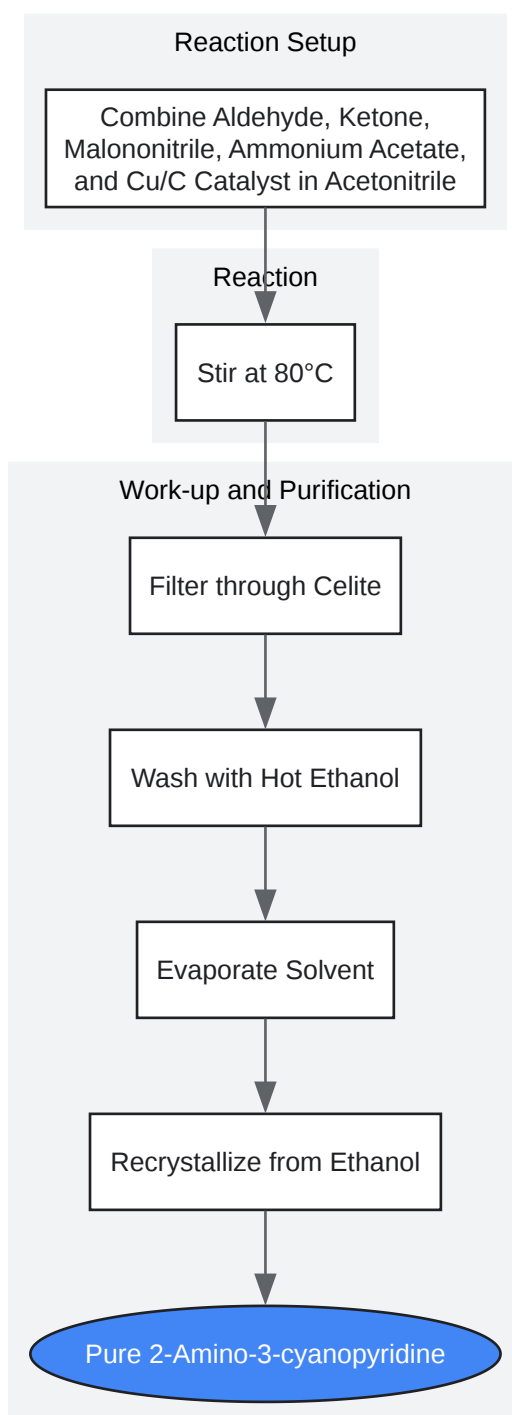 Reaction Setup
Combine Aldehyde, Ketone,
Malononitrile, Ammonium Acetate,
and Cu/C Catalyst in Acetonitrile
Reaction
Stir at 80°C
Work-up and Purification
Filter through Celite
Wash with Hot Ethanol
Evaporate Solvent
Recrystallize from Ethanol
Pure 2-Amino-3-cyanopyridine